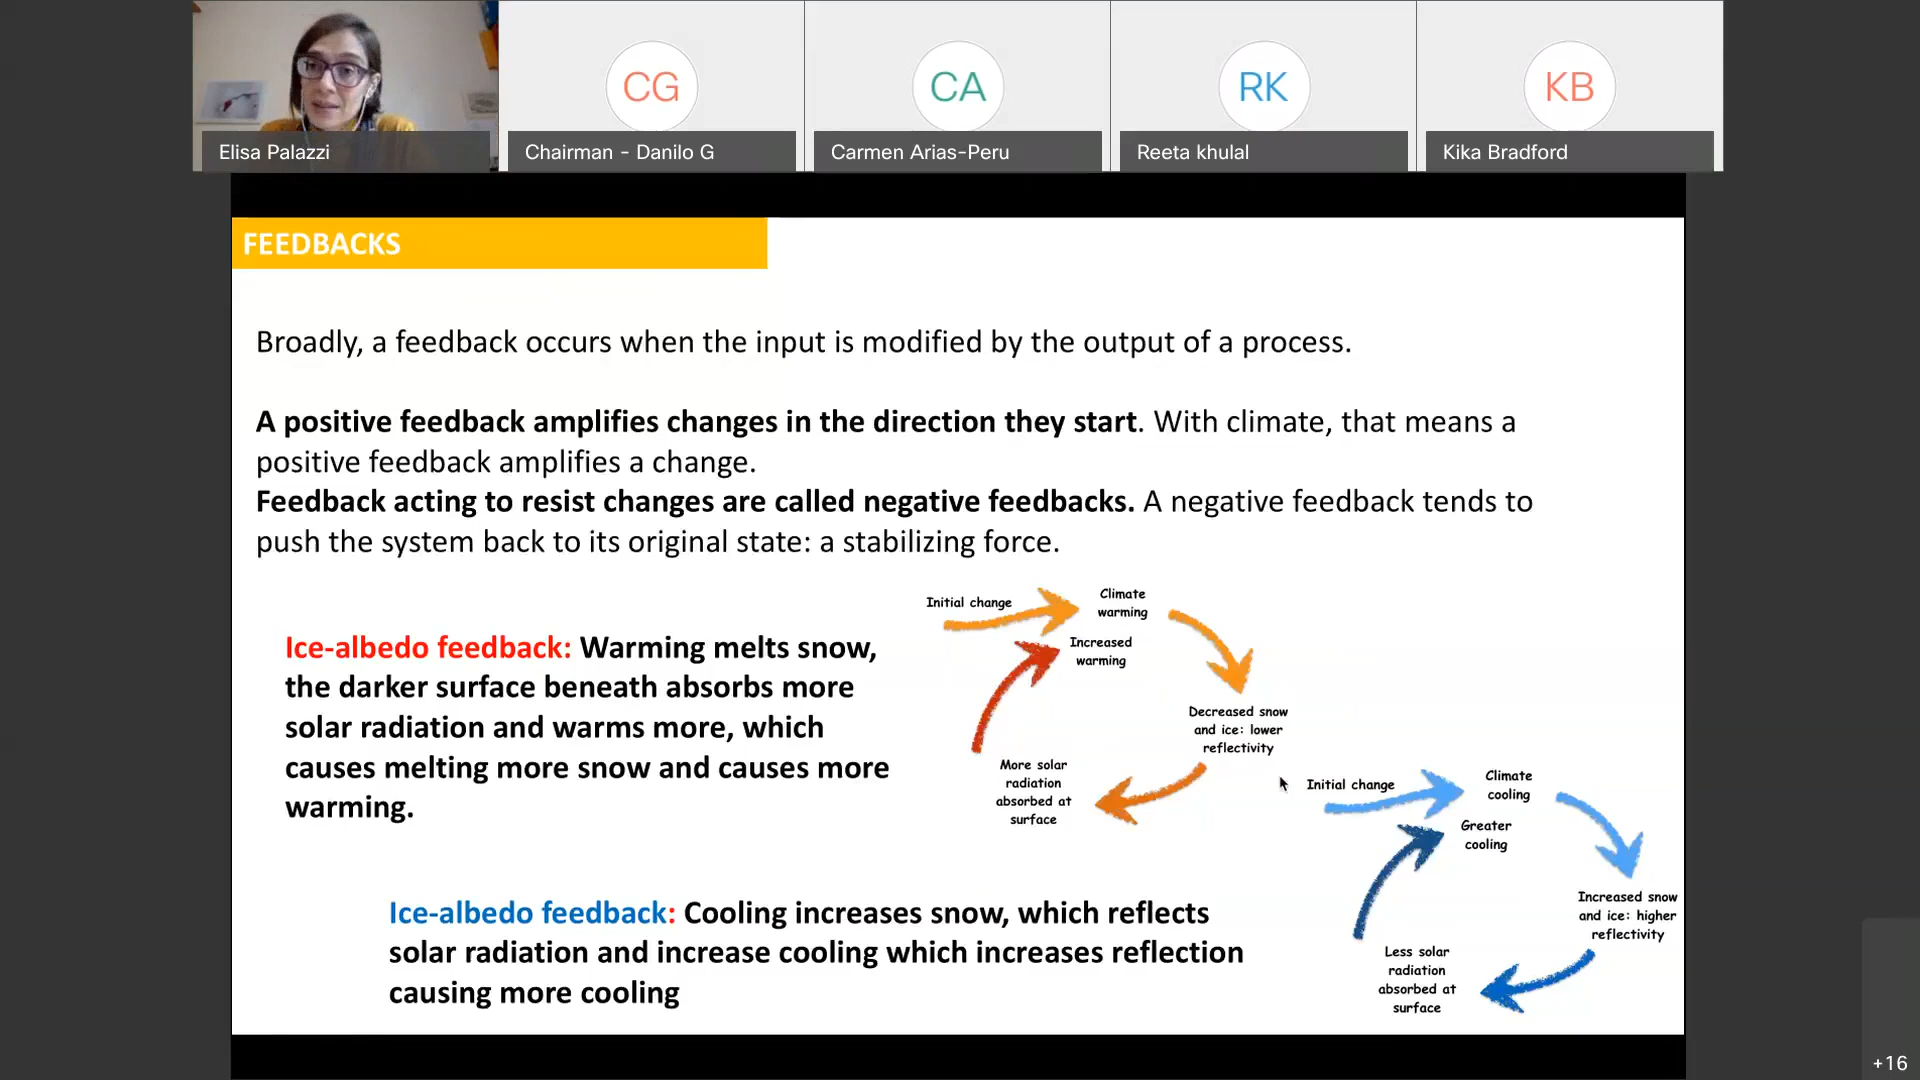 CG
CA
RK
KB
Elisa Palazzi
Chairman - Danilo G
Carmen Arias-Peru
Reeta khulal
Kika Bradford
FEEDBACKS
Broadly, a feedback occurs when the input is modified by the output of a process.
A positive feedback amplifies changes in the direction they start. With climate, that means a
positive feedback amplifies a change.
Feedback acting to resist changes are called negative feedbacks. A negative feedback tends to
push the system back to its original state: a stabilizing force.
Ice-albedo feedback: Warming melts snow,
the darker surface beneath absorbs more
solar radiation and warms more, which
causes melting more snow and causes more
warming.
Initial change
Climate
warming
Increased
warming
Decreased snow
and ice: lower
reflectivity
More solar
radiation
absorbed at
surface
Ice-albedo feedback: Cooling increases snow, which reflects
solar radiation and increase cooling which increases reflection
causing more cooling
Initial change
Climate
cooling
Greater
cooling
Increased snow
and ice: higher
reflectivity
Less solar
radiation
absorbed at
surface
+16